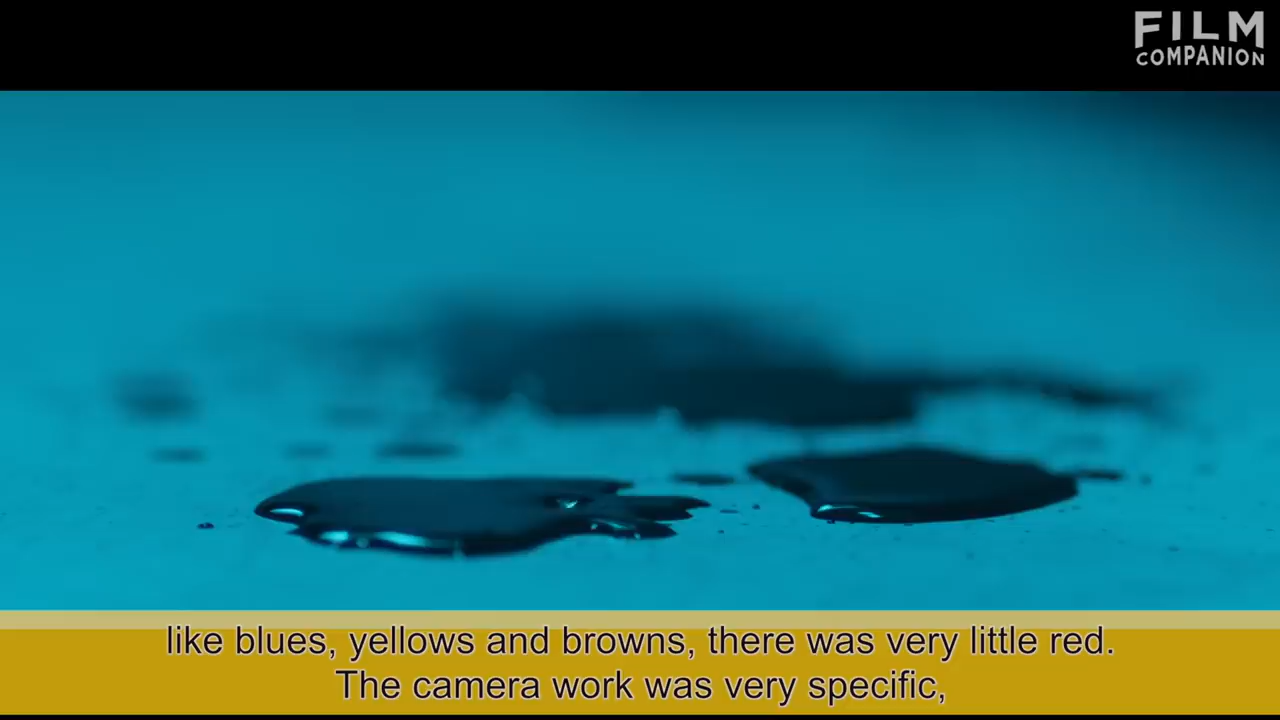 FILM
COMPANION
like blues, yellows and browns, there was very little red.
The camera work was very specific,